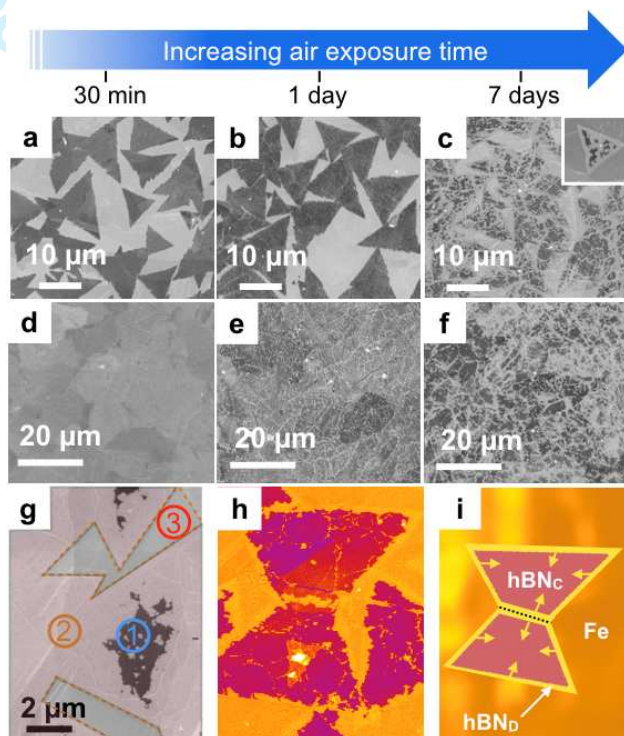 Increasing air exposure time
30 min 1 day 7 days
a b c
10 µm 10 µm 10 µm
d e f
20 µm 20 µm 20 µm
g h i
3
hBNC
2 1
Fe
2 µm
hBND